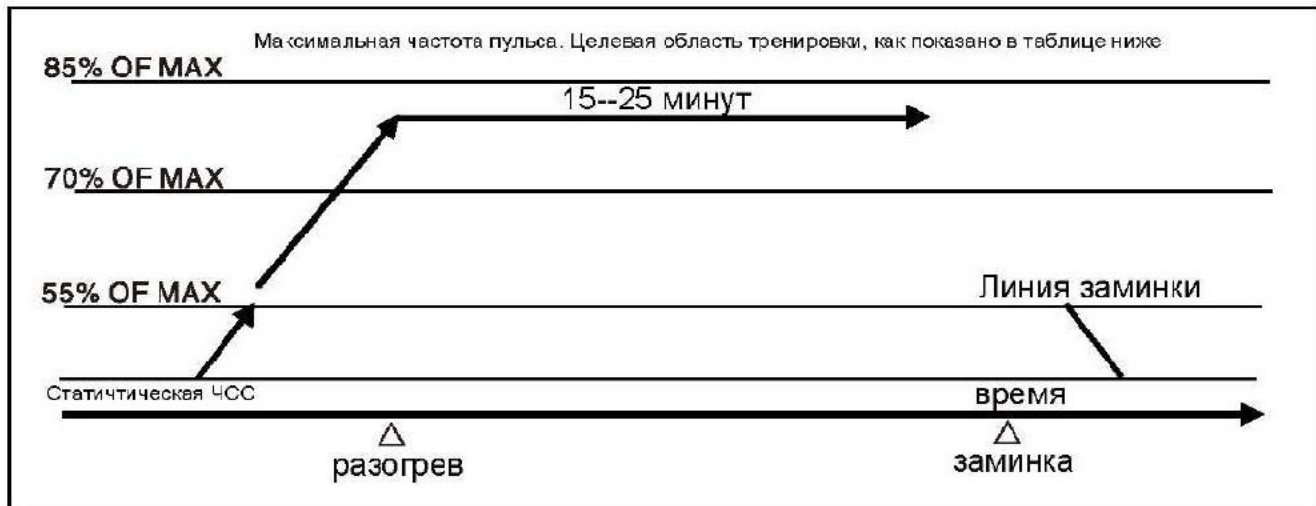 Максимальная частота пульса. Целевая область тренировки, как показано в таблице ниже
85% OF MAX
15--25 минут
70% OF MAX
55% OF MAX
Линия заминки
Статичтическая ЧСС
время
разогрев
заминка